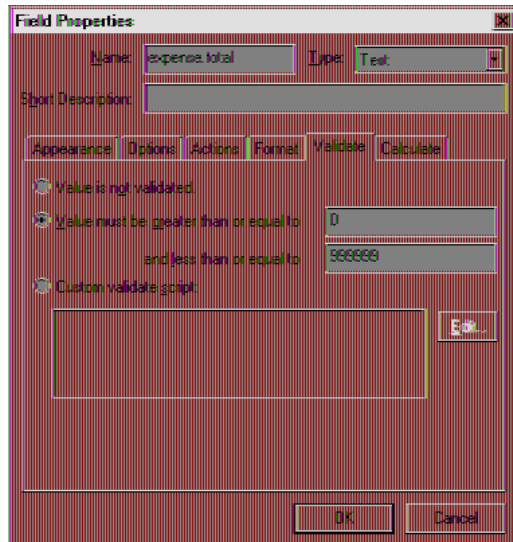 Field Properties
Name: expense.total Type: Text
Short Description:
Appearance Options Actions Format Validate Calculate
Value is not validated.
Value must be greater than or equal to 0
and less than or equal to 999999
Custom validate script:
Edit...
OK Cancel